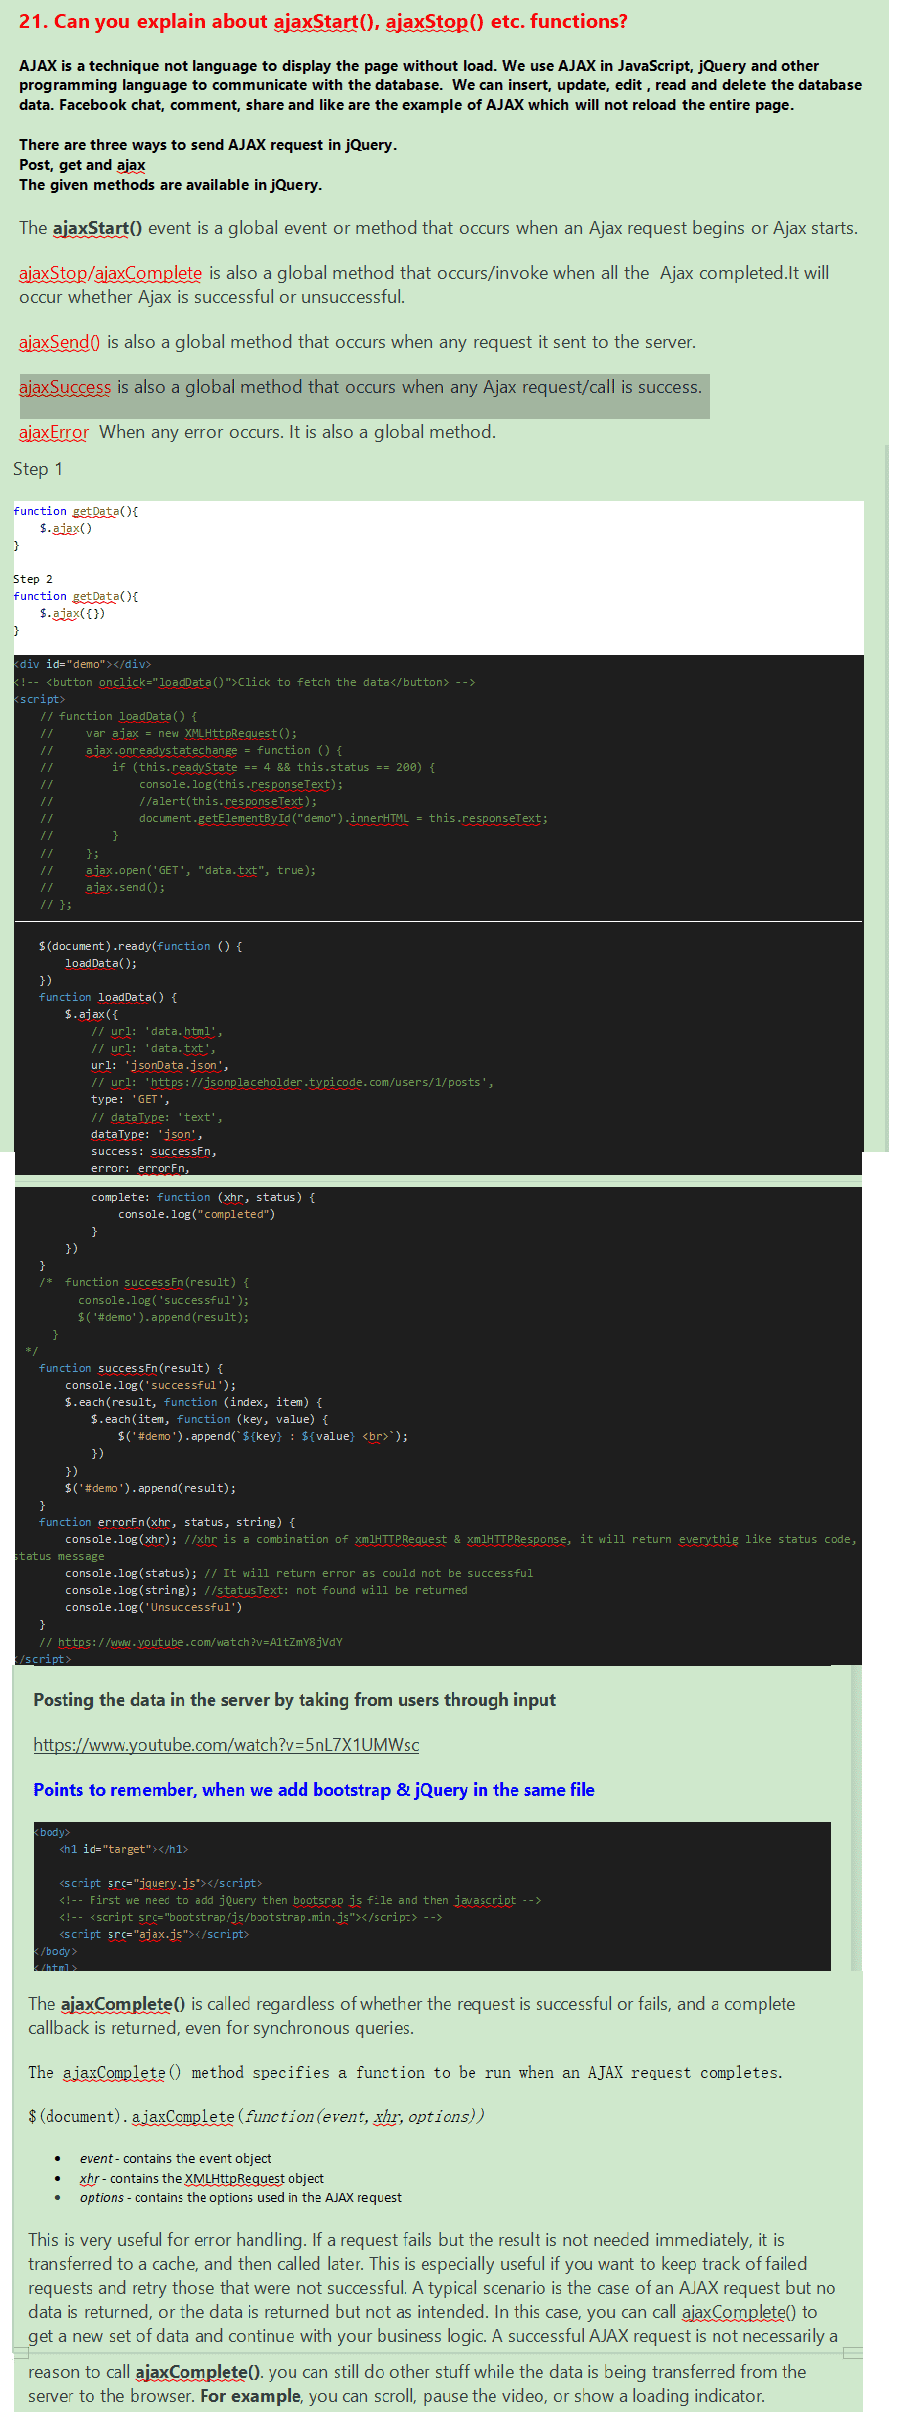 21. Can you explain about ajaxStart(), ajaxStop() etc. functions?
AJAX is a technique not language to display the page without load. We use AJAX in JavaScript, jQuery and other
programming language to communicate with the database.  We can insert, update, edit , read and delete the database
data. Facebook chat, comment, share and like are the example of AJAX which will not reload the entire page.
There are three ways to send AJAX request in jQuery.
Post, get and ajax
The given methods are available in jQuery.
The ajaxStart() event is a global event or method that occurs when an Ajax request begins or Ajax starts.
ajaxStop/ajaxComplete is also a global method that occurs/invoke when all the  Ajax completed.It will
occur whether Ajax is successful or unsuccessful.
ajaxSend() is also a global method that occurs when any request it sent to the server.
ajaxSuccess is also a global method that occurs when any Ajax request/call is success.
ajaxError  When any error occurs. It is also a global method.
Step 1
function getData(){
    $.ajax()
}
Step 2
function getData(){
    $.ajax({})
}
<div id="demo"></div>
<!-- <button onclick="loadData()">Click to fetch the data</button> -->
<script>
    // function loadData() {
    //     var ajax = new XMLHttpRequest();
    //     ajax.onreadystatechange = function () {
    //         if (this.readyState == 4 && this.status == 200) {
    //             console.log(this.responseText);
    //             //alert(this.responseText);
    //             document.getElementById("demo").innerHTML = this.responseText;
    //         }
    //     };
    //     ajax.open('GET', "data.txt", true);
    //     ajax.send();
    // };
    $(document).ready(function () {
        loadData();
    })
    function loadData() {
        $.ajax({
            // url: 'data.html',
            // url: 'data.txt',
            url: 'jsonData.json',
            // url: 'https://jsonplaceholder.typicode.com/users/1/posts',
            type: 'GET',
            // dataType: 'text',
            dataType: 'json',
            success: successFn,
            error: errorFn,
            complete: function (xhr, status) {
                console.log("completed")
            }
        })
    }
    /*  function successFn(result) {
          console.log('successful');
          $('#demo').append(result);
      }
  */
    function successFn(result) {
        console.log('successful');
        $.each(result, function (index, item) {
            $.each(item, function (key, value) {
                $('#demo').append(`${key} : ${value} <br>`);
            })
        })
        $('#demo').append(result);
    }
    function errorFn(xhr, status, string) {
        console.log(xhr); //xhr is a combination of xmlHTTPRequest & xmlHTTPResponse, it will return everythig like status code,
status message
        console.log(status); // It will return error as could not be successful
        console.log(string); //statusText: not found will be returned
        console.log('Unsuccessful')
    }
    // https://www.youtube.com/watch?v=A1tZmY8jVdY
</script>
Posting the data in the server by taking from users through input
https://www.youtube.com/watch?v=5nL7X1UMWsc
Points to remember, when we add bootstrap & jQuery in the same file
<body>
    <h1 id="target"></h1>
    <script src="jquery.js"></script>
    <!-- First we need to add jQuery then bootsrap js file and then javascript -->
    <!-- <script src="bootstrap/js/bootstrap.min.js"></script> -->
    <script src="ajax.js"></script>
</body>
</html>
The ajaxComplete() is called regardless of whether the request is successful or fails, and a complete
callback is returned, even for synchronous queries.
The ajaxComplete() method specifies a function to be run when an AJAX request completes.
$(document).ajaxComplete(function(event, xhr, options))
• event - contains the event object
• xhr - contains the XMLHttpRequest object
• options - contains the options used in the AJAX request
This is very useful for error handling. If a request fails but the result is not needed immediately, it is
transferred to a cache, and then called later. This is especially useful if you want to keep track of failed
requests and retry those that were not successful. A typical scenario is the case of an AJAX request but no
data is returned, or the data is returned but not as intended. In this case, you can call ajaxComplete() to
get a new set of data and continue with your business logic. A successful AJAX request is not necessarily a
reason to call ajaxComplete(). you can still do other stuff while the data is being transferred from the
server to the browser. For example, you can scroll, pause the video, or show a loading indicator.